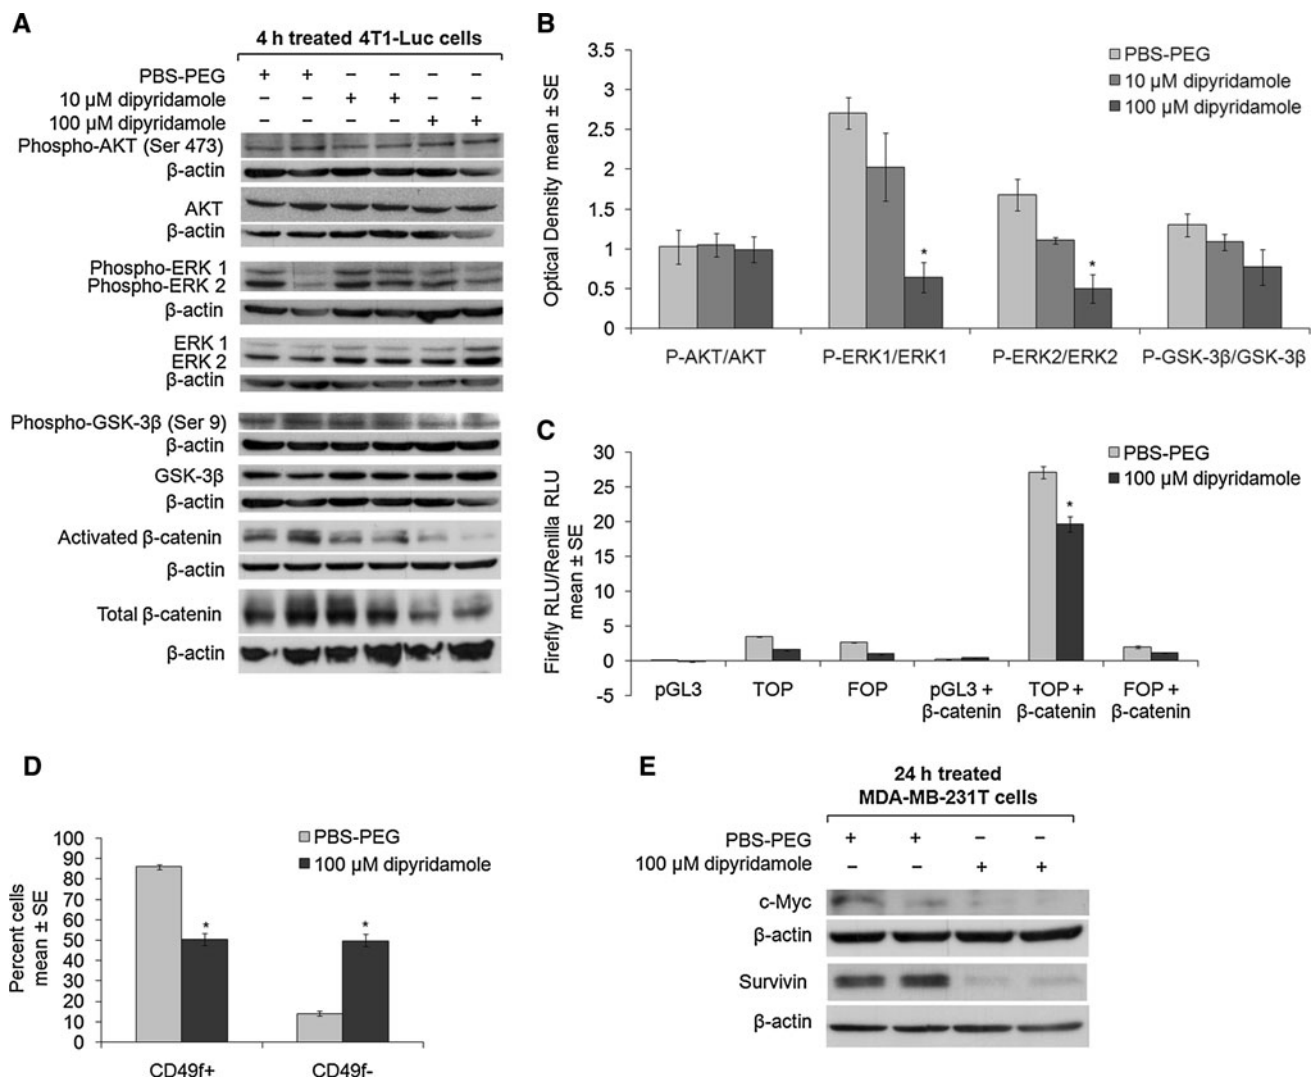 A
4 h treated 4T1-Luc cells
PBS-PEG + + − − − −
10 µM dipyridamole − − + + − −
100 µM dipyridamole − − − − + +
Phospho-AKT (Ser 473)
β-actin
AKT
β-actin
Phospho-ERK 1
Phospho-ERK 2
β-actin
ERK 1
ERK 2
β-actin
Phospho-GSK-3β (Ser 9)
β-actin
GSK-3β
β-actin
Activated β-catenin
β-actin
Total β-catenin
β-actin
B
Optical Density mean ± SE
3.5
3
2.5
2
1.5
1
0.5
0
PBS-PEG
10 µM dipyridamole
100 µM dipyridamole
*
*
P-AKT/AKT
P-ERK1/ERK1
P-ERK2/ERK2
P-GSK-3β/GSK-3β
C
Firefly RLU/Renilla RLU
mean ± SE
30
25
20
15
10
5
0
-5
PBS-PEG
100 µM dipyridamole
*
pGL3
TOP
FOP
pGL3 +
β-catenin
TOP +
β-catenin
FOP +
β-catenin
D
Percent cells
mean ± SE
100
90
80
70
60
50
40
30
20
10
0
PBS-PEG
100 µM dipyridamole
*
*
CD49f+
CD49f-
E
24 h treated
MDA-MB-231T cells
PBS-PEG + + − −
100 µM dipyridamole − − + +
c-Myc
β-actin
Survivin
β-actin